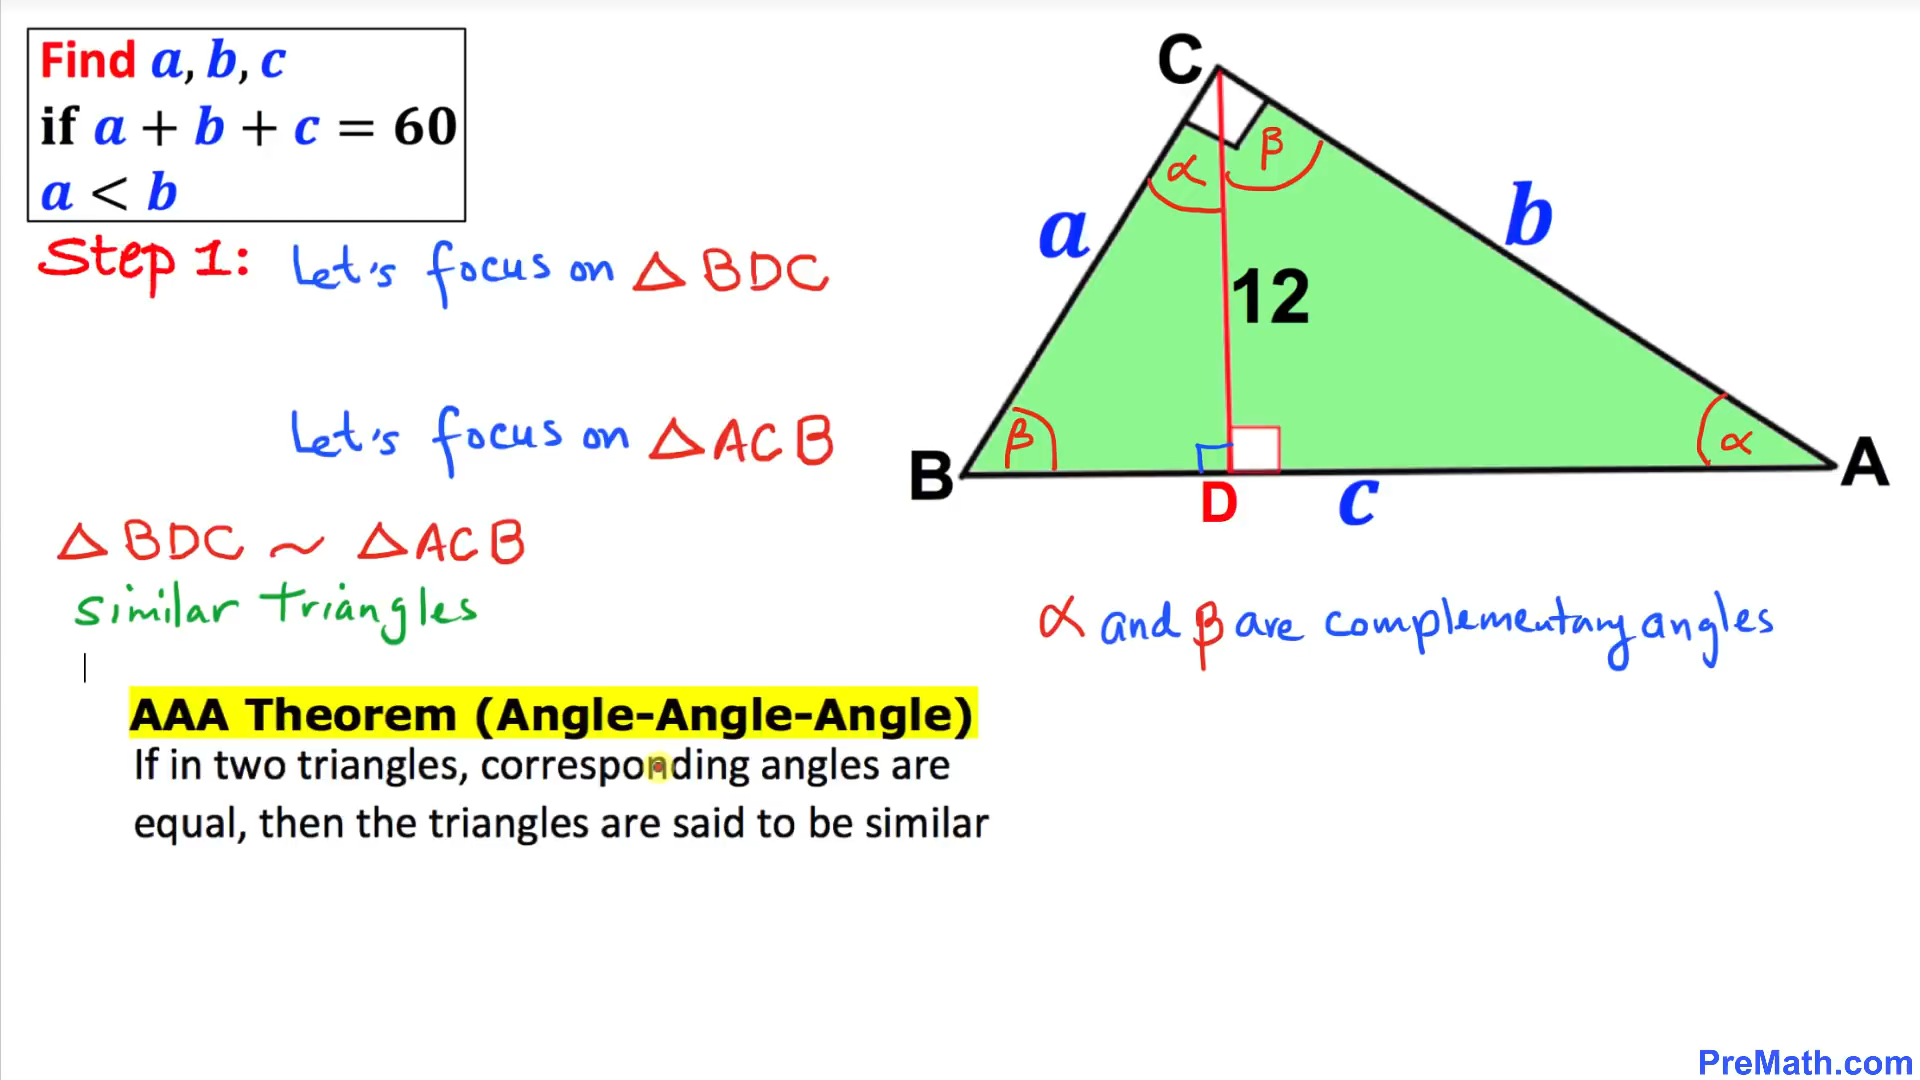 Find a, b, c
if a + b + c = 60
a < b
Step 1: Let's focus on △ BDC
Let's focus on △ ACB
△ BDC ~ △ ACB
similar triangles
AAA Theorem (Angle-Angle-Angle)
If in two triangles, corresponding angles are
equal, then the triangles are said to be similar
C
α
β
a
b
12
β
α
B
A
D
c
α and β are complementary angles
PreMath.com